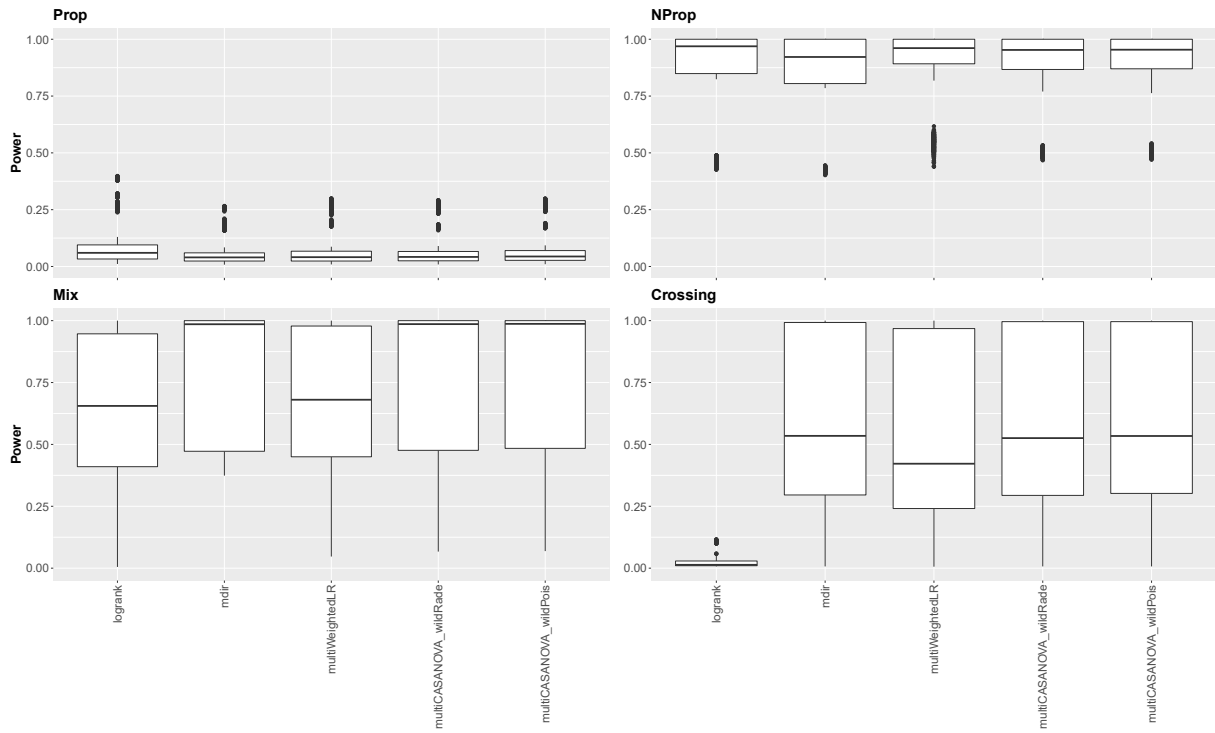 Prop
NProp
1.00
0.75
0.50
0.25
0.00
Power
1.00
0.75
0.50
0.25
0.00
Mix
Crossing
1.00
0.75
0.50
0.25
0.00
Power
1.00
0.75
0.50
0.25
0.00
logrank
mdir
multiWeightedLR
multiCASANOVA_wildRade
multiCASANOVA_wildPois
logrank
mdir
multiWeightedLR
multiCASANOVA_wildRade
multiCASANOVA_wildPois